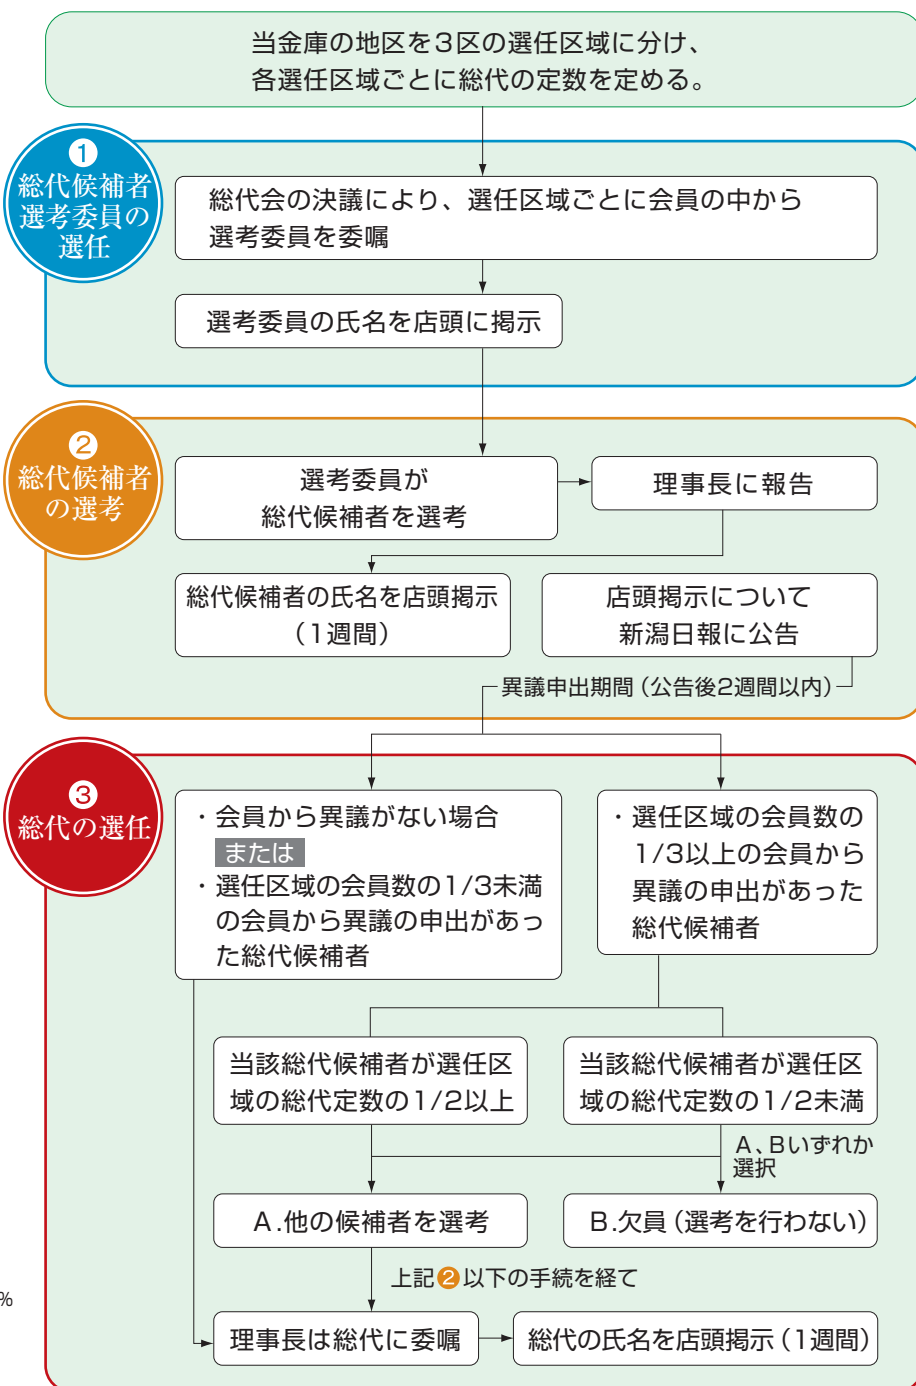 当金庫の地区を3区の選任区域に分け、
各選任区域ごとに総代の定数を定める。
❶
総代候補者
選考委員の
選任
総代会の決議により、選任区域ごとに会員の中から
選考委員を委嘱
選考委員の氏名を店頭に掲示
❷
総代候補者
の選考
選考委員が
総代候補者を選考
理事長に報告
総代候補者の氏名を店頭掲示
(1週間)
店頭掲示について
新潟日報に公告
異議申出期間(公告後2週間以内)
❸
総代の選任
・会員から異議がない場合
または
・選任区域の会員数の1/3未満
の会員から異議の申出があっ
た総代候補者
・選任区域の会員数の
1/3以上の会員から
異議の申出があった
総代候補者
当該総代候補者が選任区
域の総代定数の1/2以上
当該総代候補者が選任区
域の総代定数の1/2未満
A、Bいずれか
選択
A.他の候補者を選考
B.欠員(選考を行わない)
上記❷以下の手続を経て
%
理事長は総代に委嘱
総代の氏名を店頭掲示(1週間)